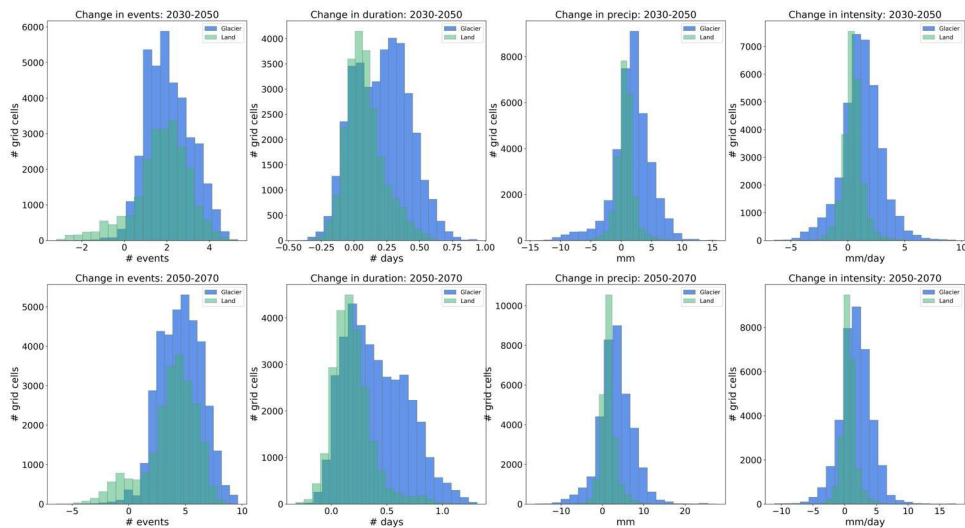 Change in events: 2030-2050
Change in duration: 2030-2050
Change in precip: 2030-2050
Change in intensity: 2030-2050
# grid cells
6000
5000
4000
3000
2000
1000
0
Glacier
Land
−2 0 2 4
# events
# grid cells
4000
3500
3000
2500
2000
1500
1000
500
0
Glacier
Land
−0.50 −0.25 0.00 0.25 0.50 0.75 1.00
# days
# grid cells
8000
6000
4000
2000
0
Glacier
Land
−15 −10 −5 0 5 10 15
mm
# grid cells
7000
6000
5000
4000
3000
2000
1000
0
Glacier
Land
−5 0 5 10
mm/day
Change in events: 2050-2070
Change in duration: 2050-2070
Change in precip: 2050-2070
Change in intensity: 2050-2070
# grid cells
5000
4000
3000
2000
1000
0
Glacier
Land
−5 0 5 10
# events
# grid cells
4000
3000
2000
1000
0
Glacier
Land
0.0 0.5 1.0
# days
# grid cells
10000
8000
6000
4000
2000
0
Glacier
Land
−10 0 10 20
mm
# grid cells
8000
6000
4000
2000
0
Glacier
Land
−10 −5 0 5 10 15
mm/day